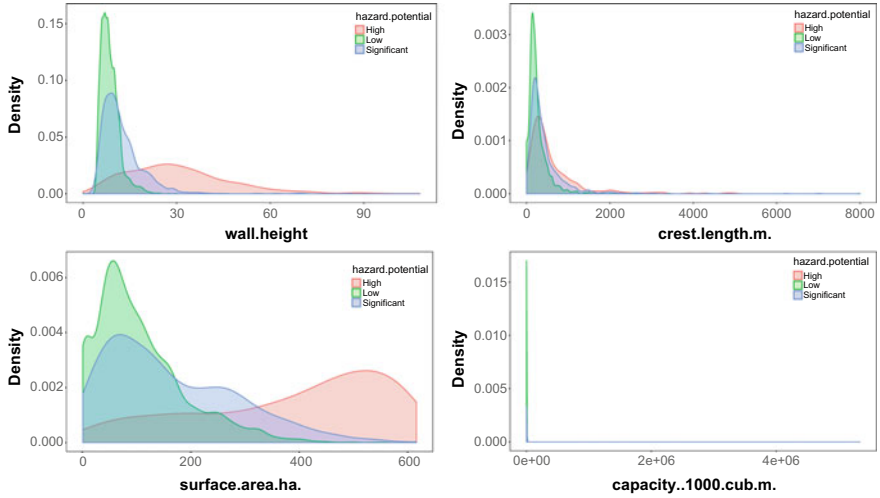 hazard.potential
High
Low
Significant
Density
0.15
0.10
0.05
0.00
0
30
60
90
wall.height
hazard.potential
High
Low
Significant
Density
0.003
0.002
0.001
0.000
0
2000
4000
6000
8000
crest.length.m.
hazard.potential
High
Low
Significant
Density
0.006
0.004
0.002
0.000
0
200
400
600
surface.area.ha.
hazard.potential
High
Low
Significant
Density
0.015
0.010
0.005
0.000
0e+00
2e+06
4e+06
capacity..1000.cub.m.